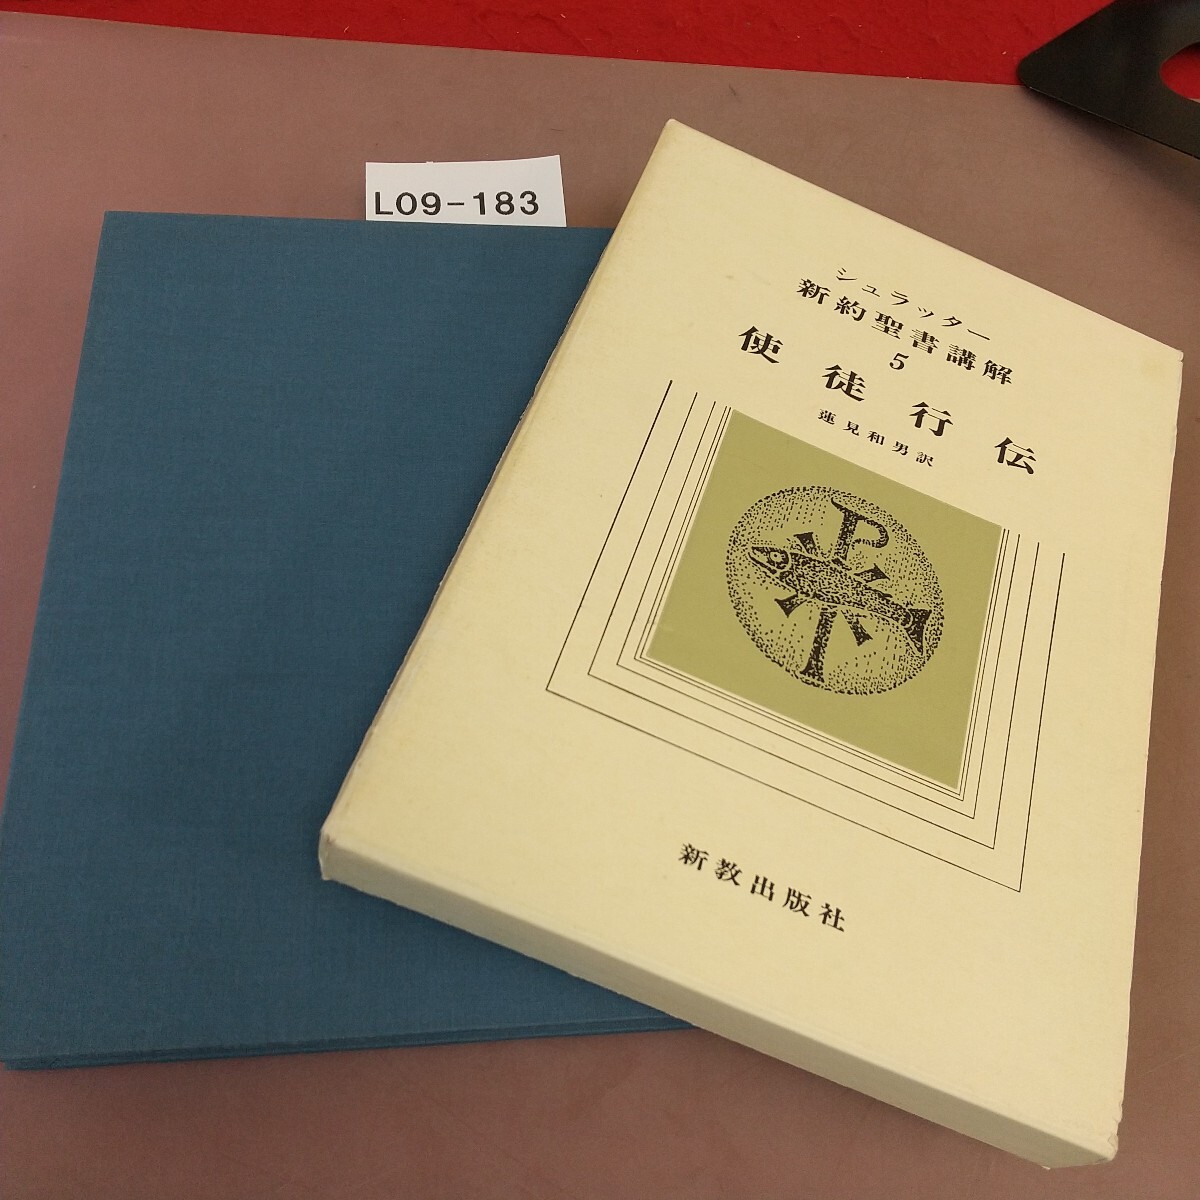 L09-183
シュラッター
新約聖書講解
5
使徒行伝
蓮見和男訳
新教出版社